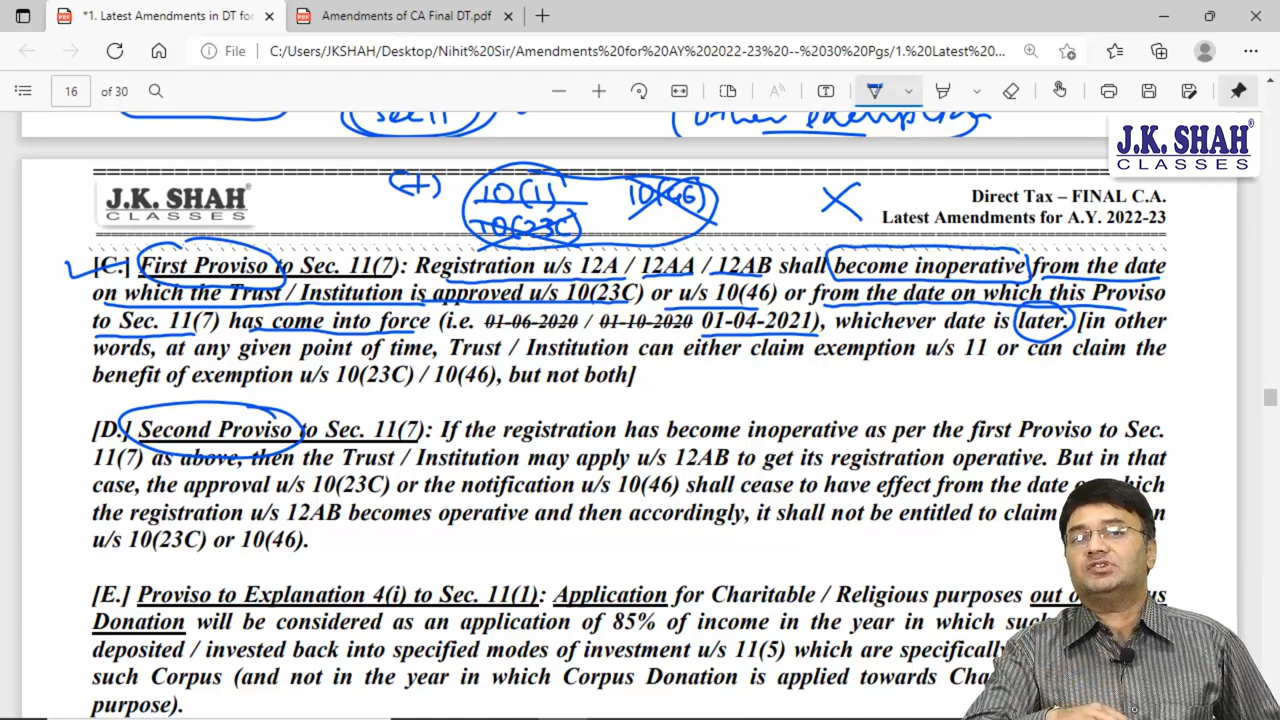 *1. Latest Amendments in DT for
Amendments of CA Final DT.pdf
File
C:/Users/JKSHAH/Desktop/Nihit%20Sir/Amendments%20for%20AY%202022-23%20--%2030%20Pgs/1.%20Latest%20...
16 of 30
sec 11
J.K. SHAH®
CLASSES
J.K. SHAH
CLASSES
(+) 10(1) 10(46)
10(23C)
Direct Tax – FINAL C.A.
Latest Amendments for A.Y. 2022-23
[C.] First Proviso to Sec. 11(7): Registration u/s 12A / 12AA / 12AB shall become inoperative from the date
on which the Trust / Institution is approved u/s 10(23C) or u/s 10(46) or from the date on which this Proviso
to Sec. 11(7) has come into force (i.e. 01-06-2020 / 01-10-2020 01-04-2021), whichever date is later. [in other
words, at any given point of time, Trust / Institution can either claim exemption u/s 11 or can claim the
benefit of exemption u/s 10(23C) / 10(46), but not both]
[D.] Second Proviso to Sec. 11(7): If the registration has become inoperative as per the first Proviso to Sec.
11(7) as above, then the Trust / Institution may apply u/s 12AB to get its registration operative. But in that
case, the approval u/s 10(23C) or the notification u/s 10(46) shall cease to have effect from the date on which
the registration u/s 12AB becomes operative and then accordingly, it shall not be entitled to claim
u/s 10(23C) or 10(46).
[E.] Proviso to Explanation 4(i) to Sec. 11(1): Application for Charitable / Religious purposes out
Donation will be considered as an application of 85% of income in the year in which
deposited / invested back into specified modes of investment u/s 11(5) which are
such Corpus (and not in the year in which Corpus Donation is applied towards
purpose).